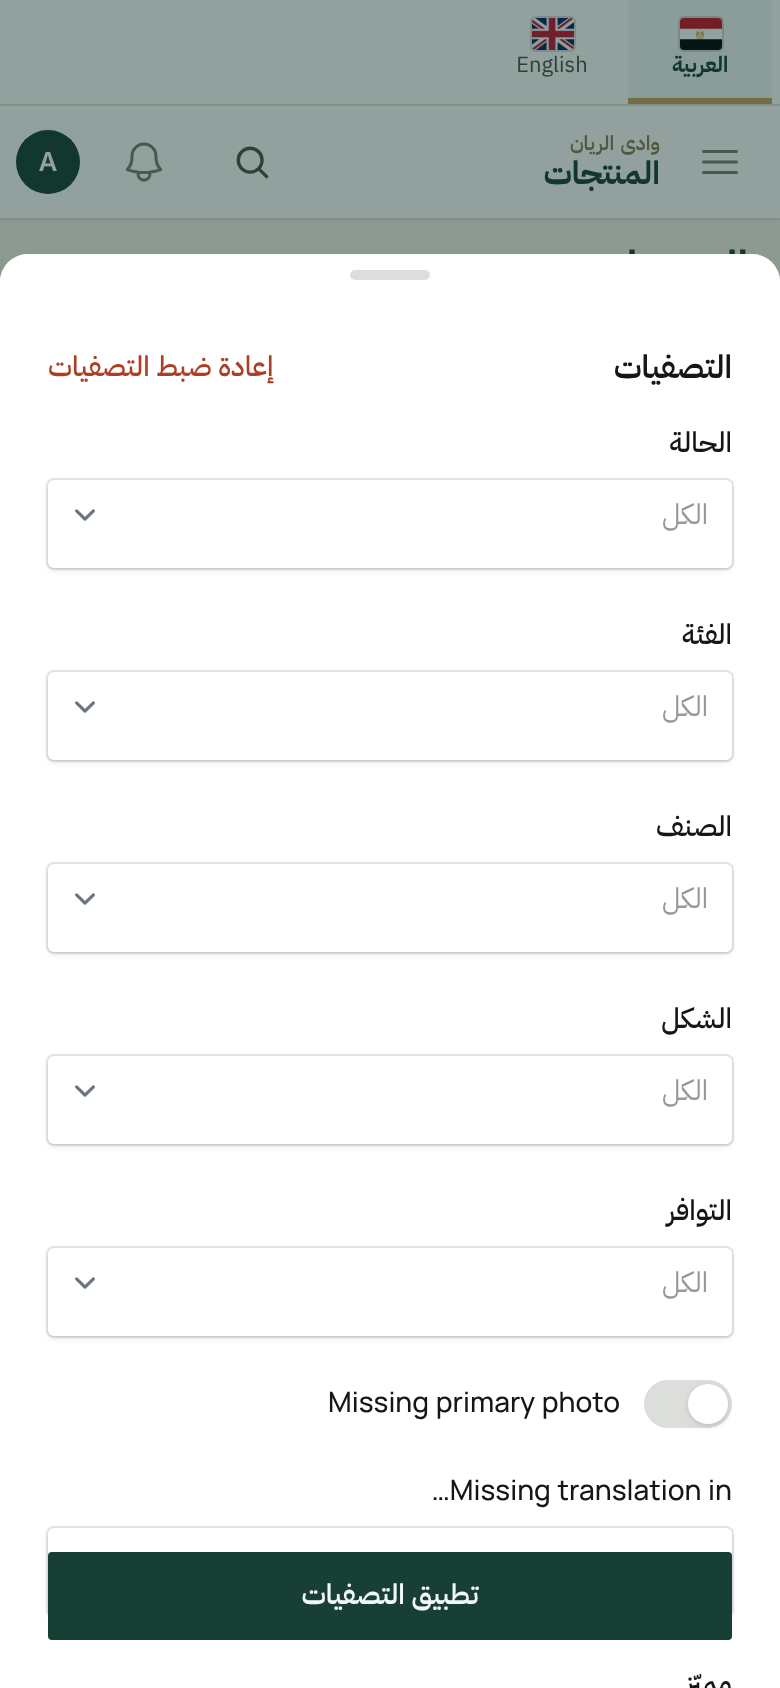 العربية
English
وادى الريان
المنتجات
A
التصفيات
إعادة ضبط التصفيات
الحالة
الكل
الفئة
الكل
الصنف
الكل
الشكل
الكل
التوافر
الكل
Missing primary photo
Missing translation in...
تطبيق التصفيات